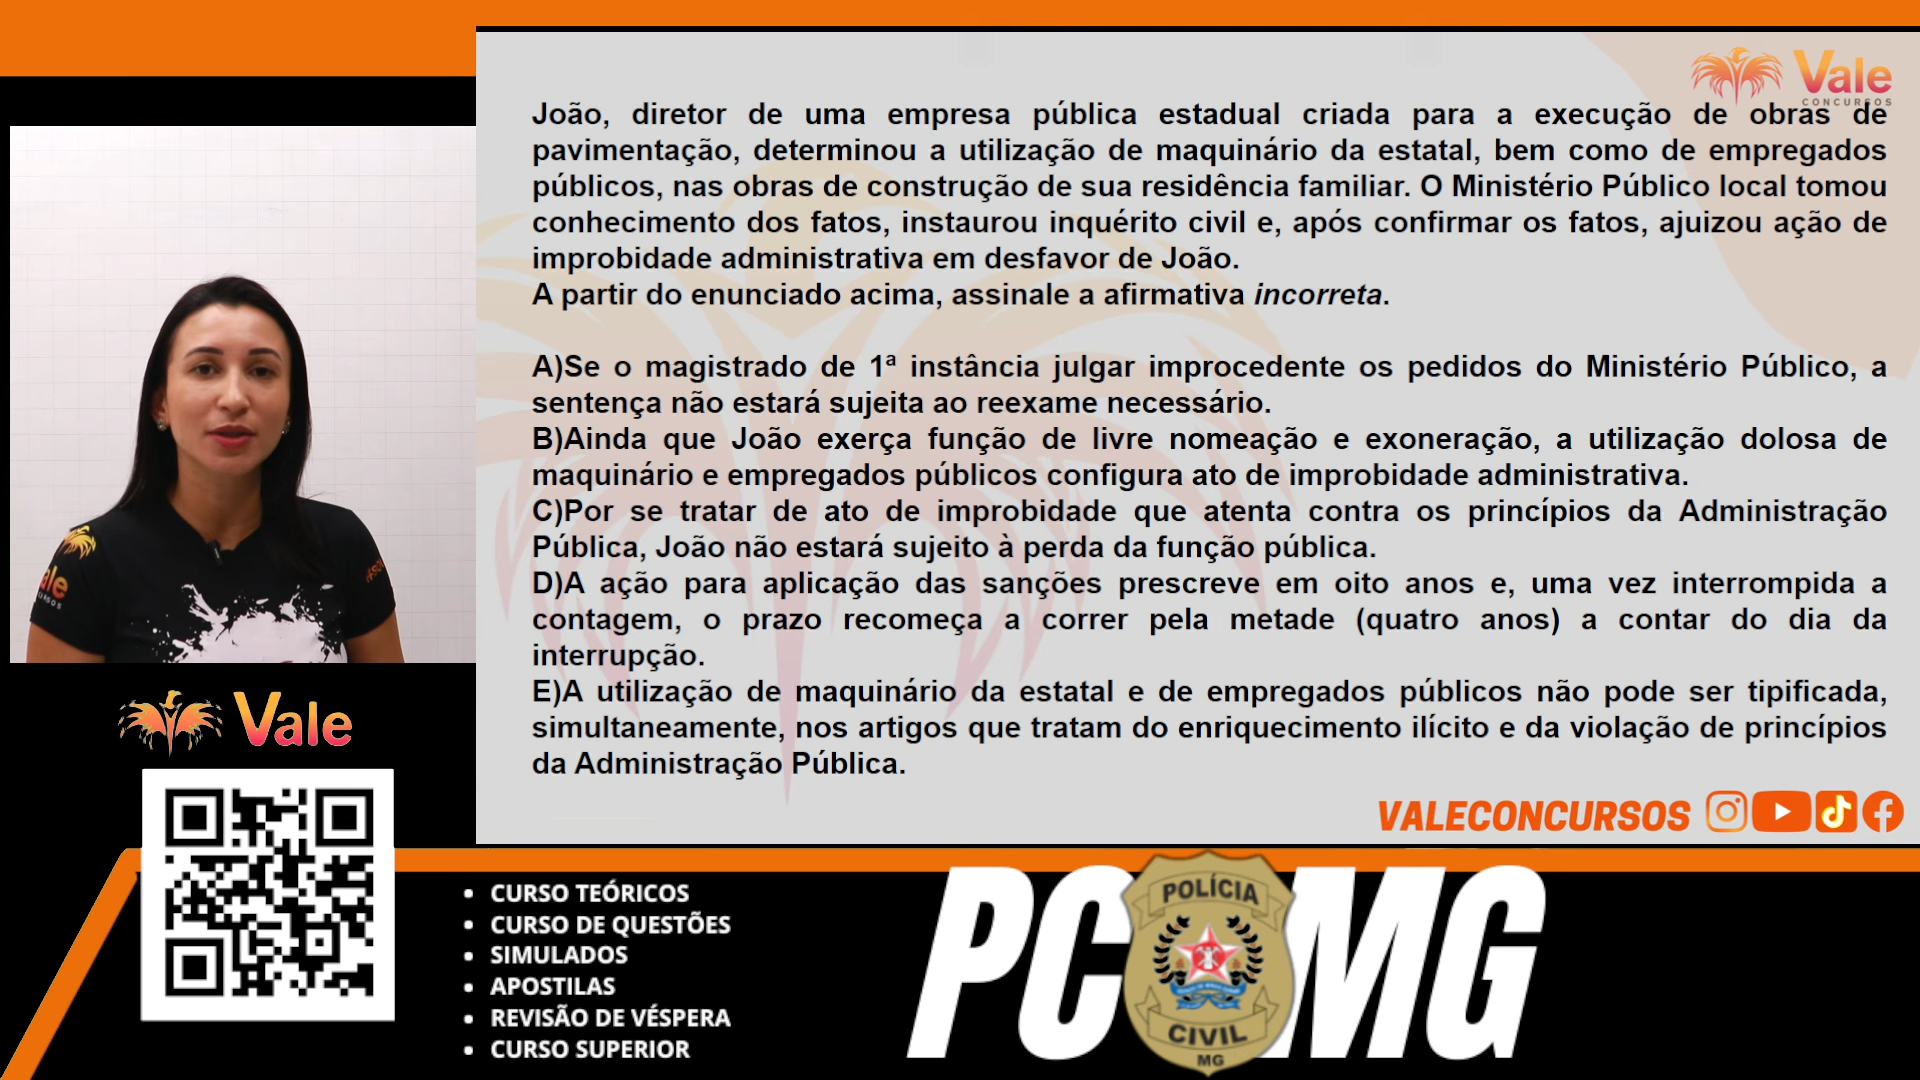 Vale
CONCURSOS
João, diretor de uma empresa pública estadual criada para a execução de obras de
pavimentação, determinou a utilização de maquinário da estatal, bem como de empregados
públicos, nas obras de construção de sua residência familiar. O Ministério Público local tomou
conhecimento dos fatos, instaurou inquérito civil e, após confirmar os fatos, ajuizou ação de
improbidade administrativa em desfavor de João.
A partir do enunciado acima, assinale a afirmativa incorreta.
A)Se o magistrado de 1ª instância julgar improcedente os pedidos do Ministério Público, a
sentença não estará sujeita ao reexame necessário.
B)Ainda que João exerça função de livre nomeação e exoneração, a utilização dolosa de
maquinário e empregados públicos configura ato de improbidade administrativa.
C)Por se tratar de ato de improbidade que atenta contra os princípios da Administração
Pública, João não estará sujeito à perda da função pública.
D)A ação para aplicação das sanções prescreve em oito anos e, uma vez interrompida a
contagem, o prazo recomeça a correr pela metade (quatro anos) a contar do dia da
interrupção.
E)A utilização de maquinário da estatal e de empregados públicos não pode ser tipificada,
simultaneamente, nos artigos que tratam do enriquecimento ilícito e da violação de princípios
da Administração Pública.
VALECONCURSOS
Vale
CURSO TEÓRICOS
CURSO DE QUESTÕES
SIMULADOS
APOSTILAS
REVISÃO DE VÉSPERA
CURSO SUPERIOR
PC MG
POLÍCIA
CIVIL
MG